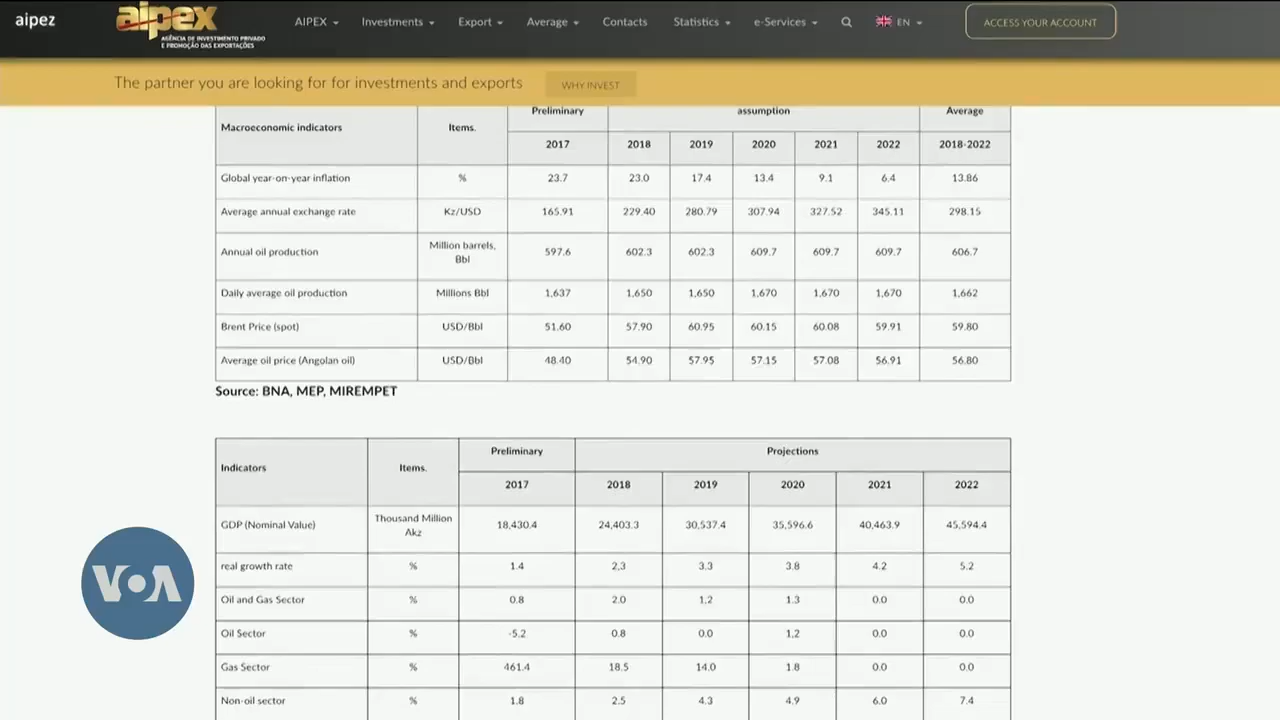 aipez
aipex
AGÊNCIA DE INVESTIMENTO PRIVADO
E PROMOÇÃO DAS EXPORTAÇÕES
AIPEX Investments Export Average Contacts Statistics e-Services EN ACCESS YOUR ACCOUNT
The partner you are looking for for investments and exports WHY INVEST
Macroeconomic indicators Items. Preliminary assumption Average
2017 2018 2019 2020 2021 2022 2018-2022
Global year-on-year inflation % 23.7 23.0 17.4 13.4 9.1 6.4 13.86
Average annual exchange rate Kz/USD 165.91 229.40 280.79 307.94 327.52 345.11 298.15
Annual oil production Million barrels, Bbl 597.6 602.3 602.3 609.7 609.7 609.7 606.7
Daily average oil production Millions Bbl 1,637 1,650 1,650 1,670 1,670 1,670 1,662
Brent Price (spot) USD/Bbl 51.60 57.90 60.95 60.15 60.08 59.91 59.80
Average oil price (Angolan oil) USD/Bbl 48.40 54.90 57.95 57.15 57.08 56.91 56.80
Source: BNA, MEP, MIREMPET
Indicators Items. Preliminary Projections
2017 2018 2019 2020 2021 2022
GDP (Nominal Value) Thousand Million Akz 18,430.4 24,403.3 30,537.4 35,596.6 40,463.9 45,594.4
real growth rate % 1.4 2,3 3.3 3.8 4.2 5.2
Oil and Gas Sector % 0.8 2.0 1,2 1.3 0.0 0.0
Oil Sector % -5.2 0.8 0.0 1,2 0.0 0.0
Gas Sector % 461.4 18.5 14.0 1.8 0.0 0.0
Non-oil sector % 1.8 2.5 4.3 4.9 6.0 7.4
VOA